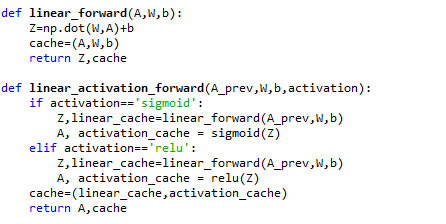 def linear_forward(A,W,b):
    Z=np.dot(W,A)+b
    cache=(A,W,b)
    return Z,cache
def linear_activation_forward(A_prev,W,b,activation):
    if activation=='sigmoid':
        Z,linear_cache=linear_forward(A_prev,W,b)
        A, activation_cache = sigmoid(Z)
    elif activation=='relu':
        Z,linear_cache=linear_forward(A_prev,W,b)
        A, activation_cache = relu(Z)
    cache=(linear_cache,activation_cache)
    return A,cache